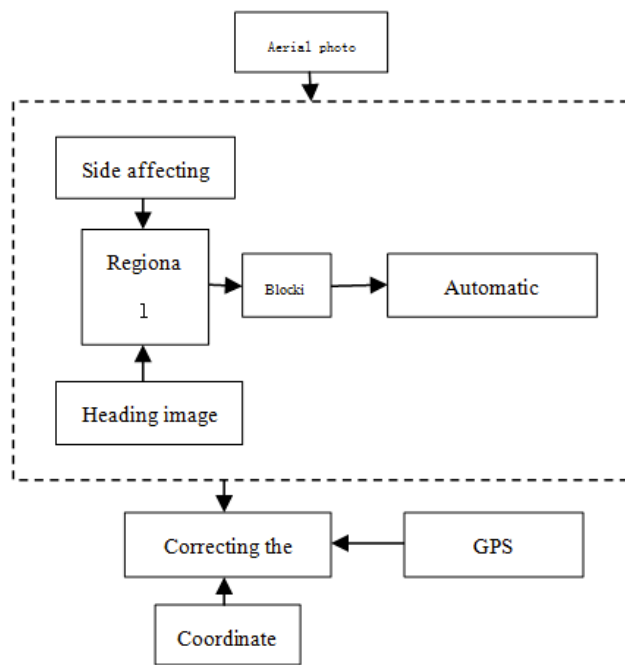 Aerial photo
Side affecting
Regiona
l
Blocki
Automatic
Heading image
Correcting the
GPS
Coordinate